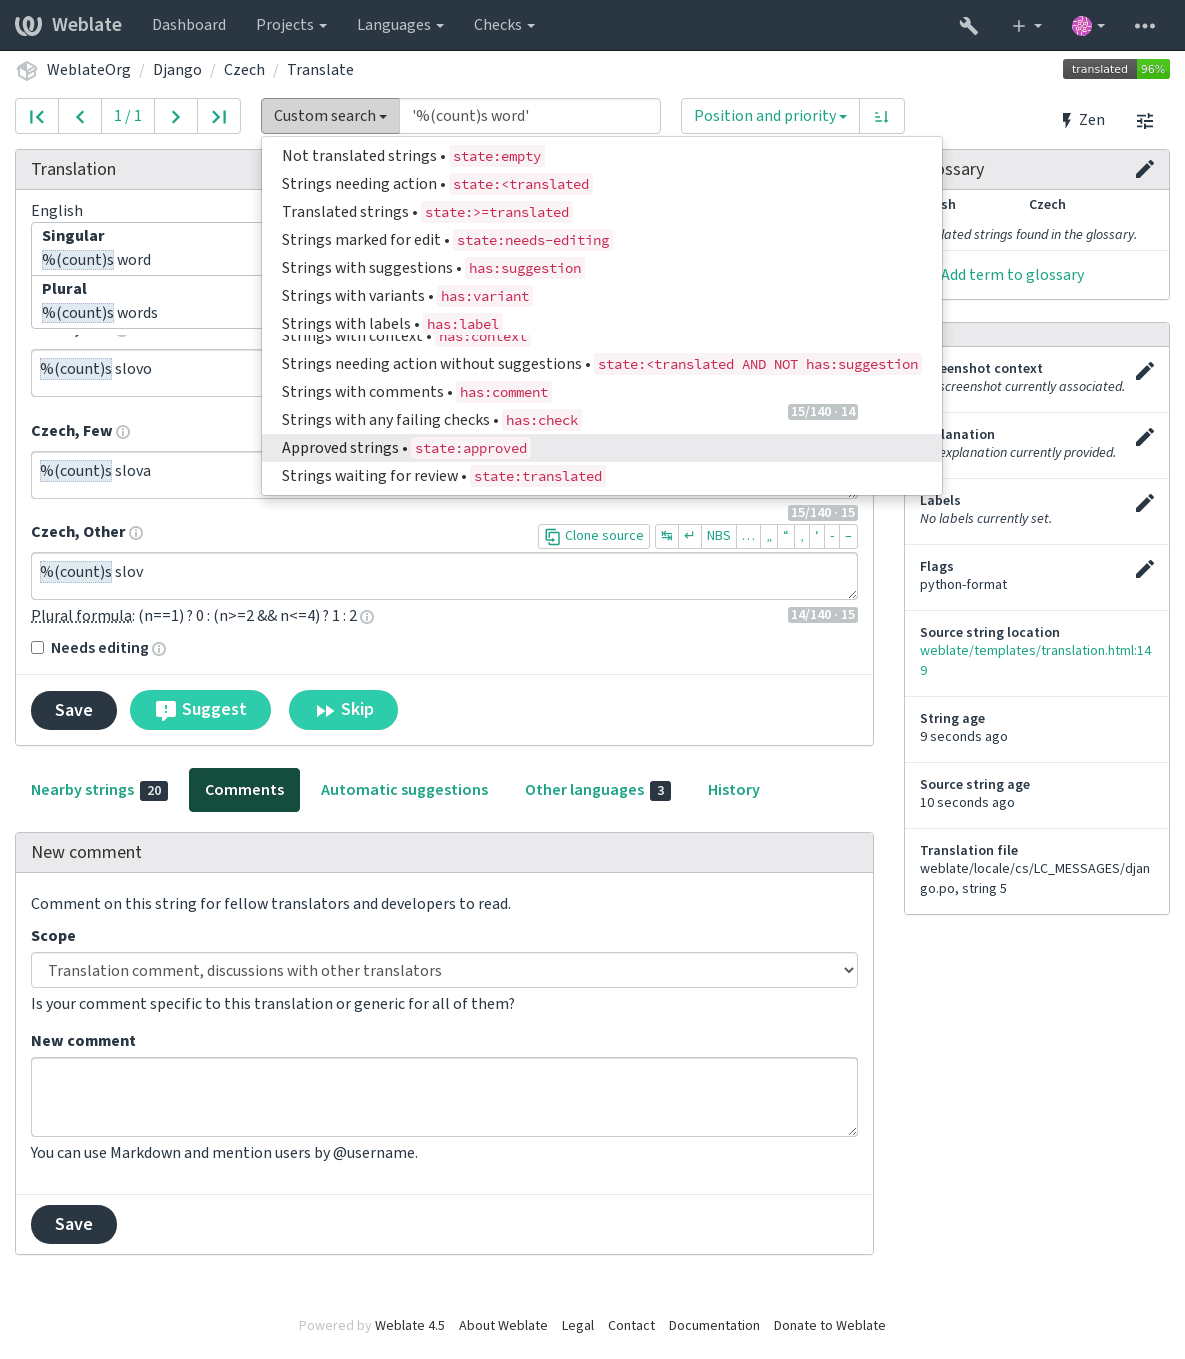 Weblate Dashboard Projects Languages Checks
WeblateOrg / Django / Czech / Translate
translated 96%
1 / 1
Custom search '%(count)s word'
Position and priority
Zen
Not translated strings • state:empty
Strings needing action • state:<translated
Translated strings • state:>=translated
Strings marked for edit • state:needs-editing
Strings with suggestions • has:suggestion
Strings with variants • has:variant
Strings with labels • has:label
Strings with context • has:context
Strings needing action without suggestions • state:<translated AND NOT has:suggestion
Strings with comments • has:comment
Strings with any failing checks • has:check
Approved strings • state:approved
Strings waiting for review • state:translated
Translation
English
Singular
%(count)s word
Plural
%(count)s words
%(count)s slovo
15/140 · 14
Czech, Few
%(count)s slova
15/140 · 15
Czech, Other
Clone source ↹ ↵ NBS … „ “ ‚ ‘ - –
%(count)s slov
Plural formula: (n==1) ? 0 : (n>=2 && n<=4) ? 1 : 2
14/140 · 15
Needs editing
Save Suggest Skip
Nearby strings 20 Comments Automatic suggestions Other languages 3 History
New comment
Comment on this string for fellow translators and developers to read.
Scope
Translation comment, discussions with other translators
Is your comment specific to this translation or generic for all of them?
New comment
You can use Markdown and mention users by @username.
Save
ossary
sh Czech
lated strings found in the glossary.
Add term to glossary
eenshot context
screenshot currently associated.
lanation
explanation currently provided.
Labels
No labels currently set.
Flags
python-format
Source string location
weblate/templates/translation.html:14
9
String age
9 seconds ago
Source string age
10 seconds ago
Translation file
weblate/locale/cs/LC_MESSAGES/djan
go.po, string 5
Powered by Weblate 4.5 About Weblate Legal Contact Documentation Donate to Weblate